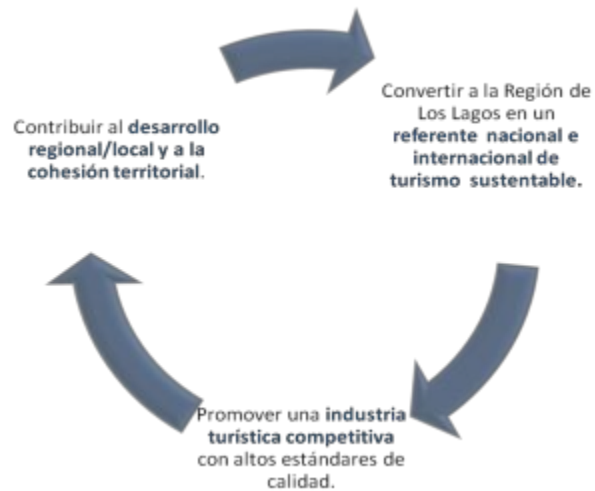 Contribuir al desarrollo
regional/local y a la
cohesión territorial.
Convertir a la Región de
Los Lagos en un
referente nacional e
internacional de
turismo sustentable.
Promover una industria
turística competitiva
con altos estándares de
calidad.